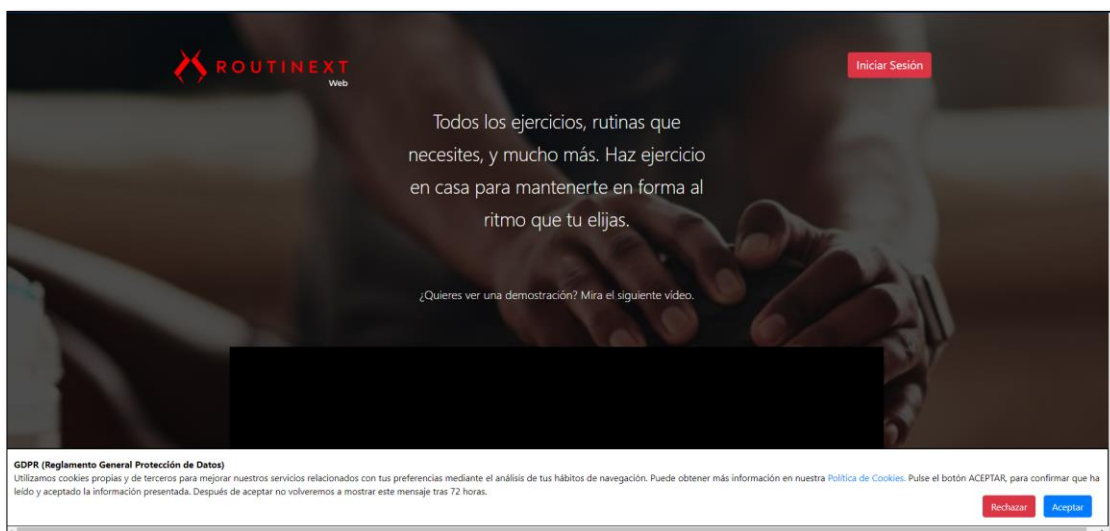 ROUTINEXT
Web
Iniciar Sesión
Todos los ejercicios, rutinas que
necesites, y mucho más. Haz ejercicio
en casa para mantenerte en forma al
ritmo que tu elijas.
¿Quieres ver una demostración? Mira el siguiente vídeo.
GDPR (Reglamento General Protección de Datos)
Utilizamos cookies propias y de terceros para mejorar nuestros servicios relacionados con tus preferencias mediante el análisis de tus hábitos de navegación. Puede obtener más información en nuestra Política de Cookies. Pulse el botón ACEPTAR, para confirmar que ha
leído y aceptado la información presentada. Después de aceptar no volveremos a mostrar este mensaje tras 72 horas.
Rechazar
Aceptar